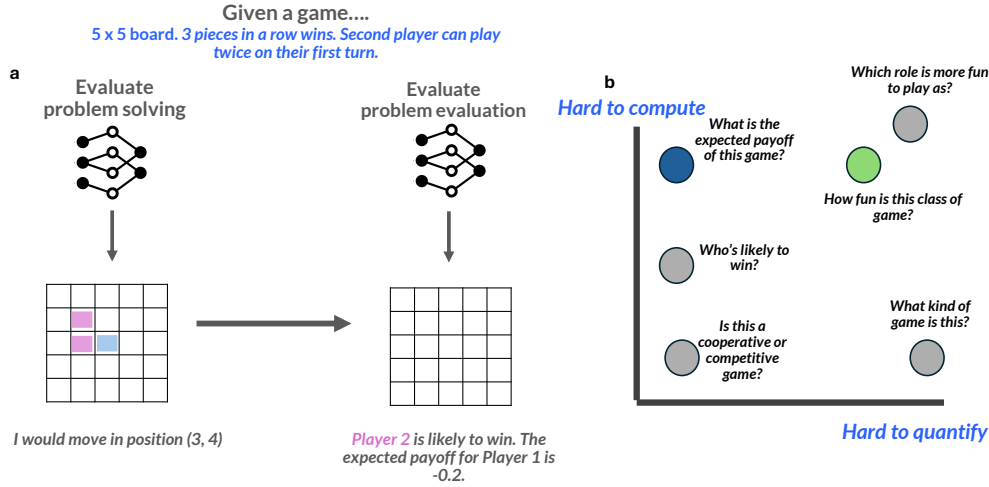 Given a game....
5 x 5 board. 3 pieces in a row wins. Second player can play
twice on their first turn.
a
Evaluate
problem solving
Evaluate
problem evaluation
I would move in position (3, 4)
Player 2 is likely to win. The
expected payoff for Player 1 is
-0.2.
b
Hard to compute
Which role is more fun
to play as?
What is the
expected payoff
of this game?
How fun is this class of
game?
Who's likely to
win?
What kind of
game is this?
Is this a
cooperative or
competitive
game?
Hard to quantify